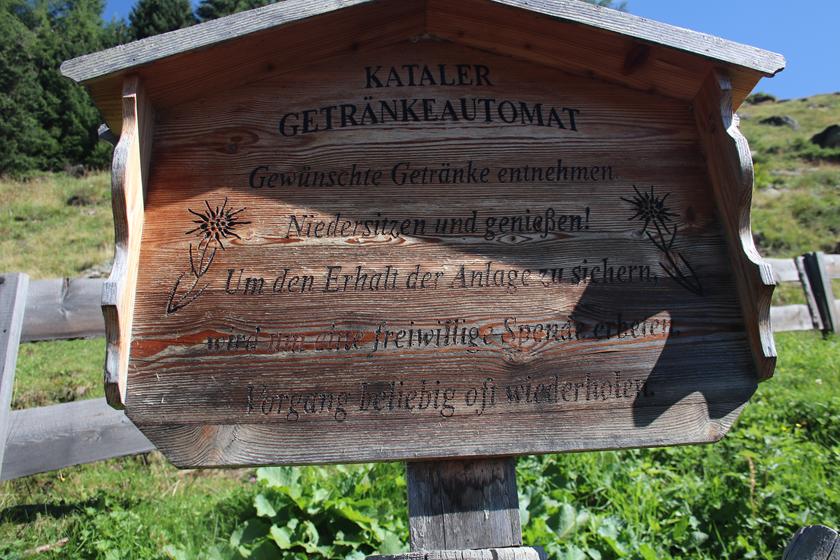 KATALER
GETRÄNKEAUTOMAT
Gewünschte Getränke entnehmen.
Niedersitzen und genießen!
Um den Erhalt der Anlage zu sichern,
wird um eine freiwillige Spende erbeten.
Vorgang beliebig oft wiederholen.